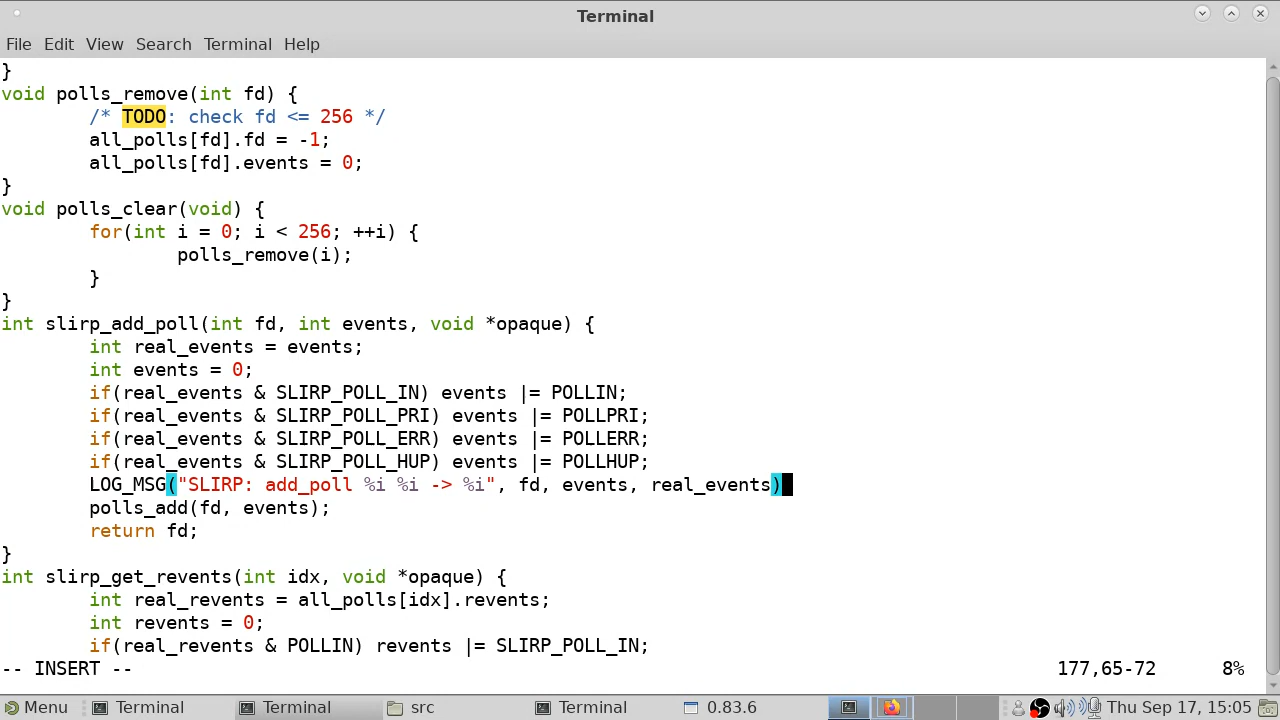 Terminal
File Edit View Search Terminal Help
}
void polls_remove(int fd) {
        /* TODO: check fd <= 256 */
        all_polls[fd].fd = -1;
        all_polls[fd].events = 0;
}
void polls_clear(void) {
        for(int i = 0; i < 256; ++i) {
                polls_remove(i);
        }
}
int slirp_add_poll(int fd, int events, void *opaque) {
        int real_events = events;
        int events = 0;
        if(real_events & SLIRP_POLL_IN) events |= POLLIN;
        if(real_events & SLIRP_POLL_PRI) events |= POLLPRI;
        if(real_events & SLIRP_POLL_ERR) events |= POLLERR;
        if(real_events & SLIRP_POLL_HUP) events |= POLLHUP;
        LOG_MSG("SLIRP: add_poll %i %i -> %i", fd, events, real_events)
        polls_add(fd, events);
        return fd;
}
int slirp_get_revents(int idx, void *opaque) {
        int real_revents = all_polls[idx].revents;
        int revents = 0;
        if(real_revents & POLLIN) revents |= SLIRP_POLL_IN;
-- INSERT -- 177,65-72 8%
Menu Terminal Terminal src Terminal 0.83.6 Thu Sep 17, 15:05